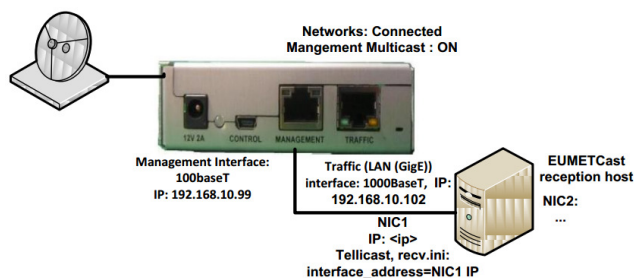 Networks: Connected
Mangement Multicast : ON
12V 2A
CONTROL
MANAGEMENT
TRAFFIC
Management Interface:
100baseT
IP: 192.168.10.99
Traffic (LAN (GigE))
interface: 1000BaseT, IP:
192.168.10.102
EUMETCast
reception host
NIC2:
...
NIC1
IP: <ip>
Tellicast, recv.ini:
interface_address=NIC1 IP